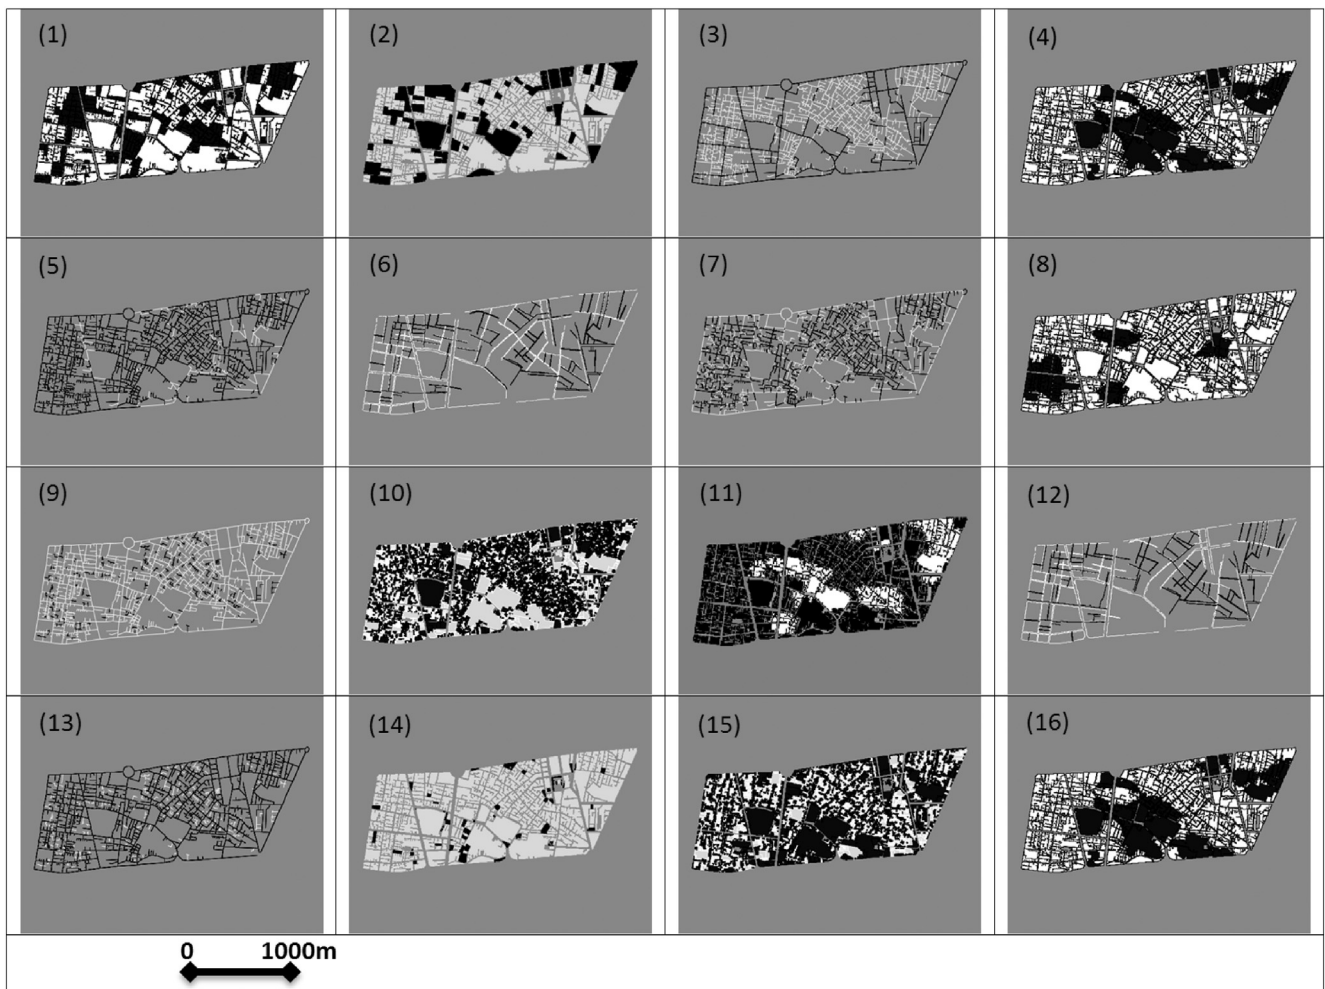 (1) (2) (3) (4)
(5) (6) (7) (8)
(9) (10) (11) (12)
(13) (14) (15) (16)
0 1000m